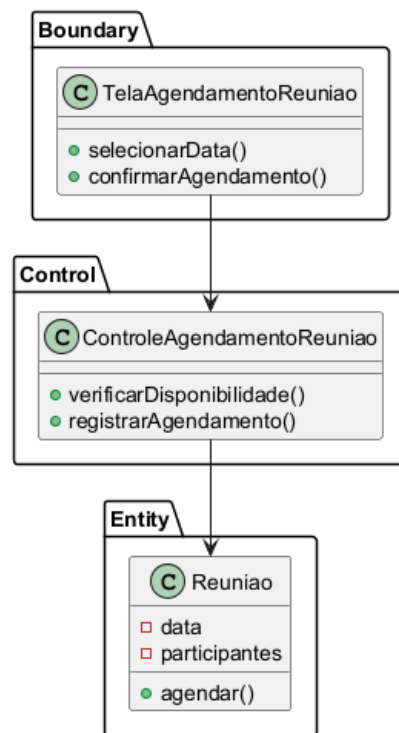 Boundary
C TelaAgendamentoReuniao
selecionarData()
confirmarAgendamento()
Control
C ControleAgendamentoReuniao
verificarDisponibilidade()
registrarAgendamento()
Entity
C Reuniao
data
participantes
agendar()